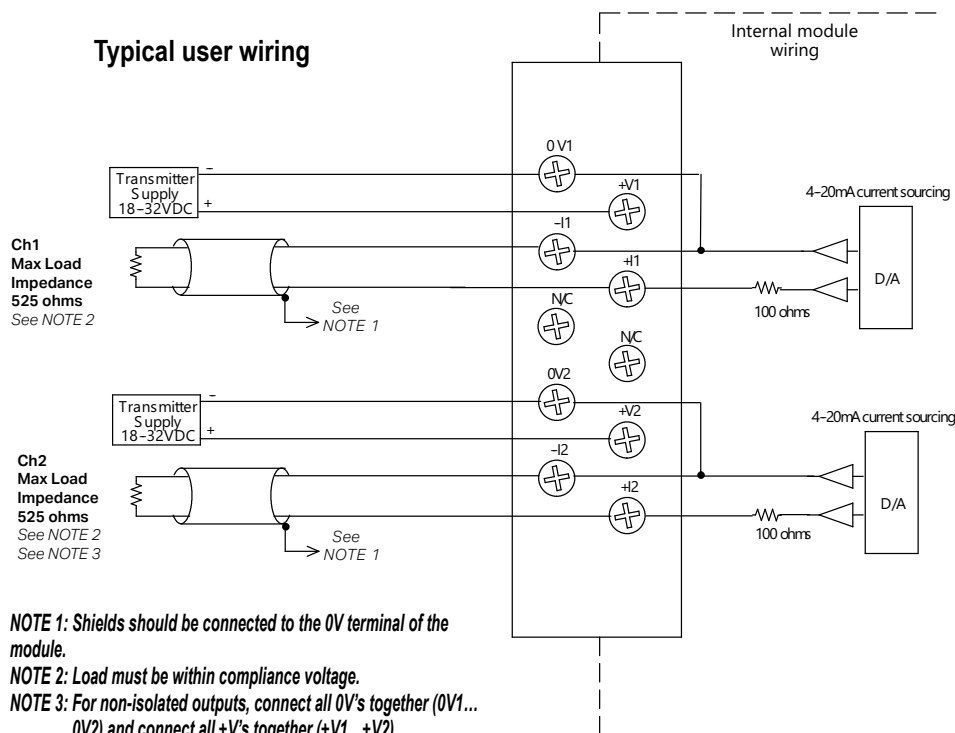 Typical user wiring
Internal module
wiring
0 V1
+V1
–I1
+I1
N/C
N/C
0V2
+V2
–I2
+I2
–
Transmitter
Supply
18–32VDC
+
Ch1
Max Load
Impedance
525 ohms
See NOTE 2
See
NOTE 1
4–20mA current sourcing
D/A
100 ohms
–
Transmitter
Supply
18–32VDC
+
Ch2
Max Load
Impedance
525 ohms
See NOTE 2
See NOTE 3
See
NOTE 1
4–20mA current sourcing
D/A
100 ohms
NOTE 1: Shields should be connected to the 0V terminal of the
module.
NOTE 2: Load must be within compliance voltage.
NOTE 3: For non-isolated outputs, connect all 0V's together (0V1…
0V2) and connect all +V's together (+V1...+V2)